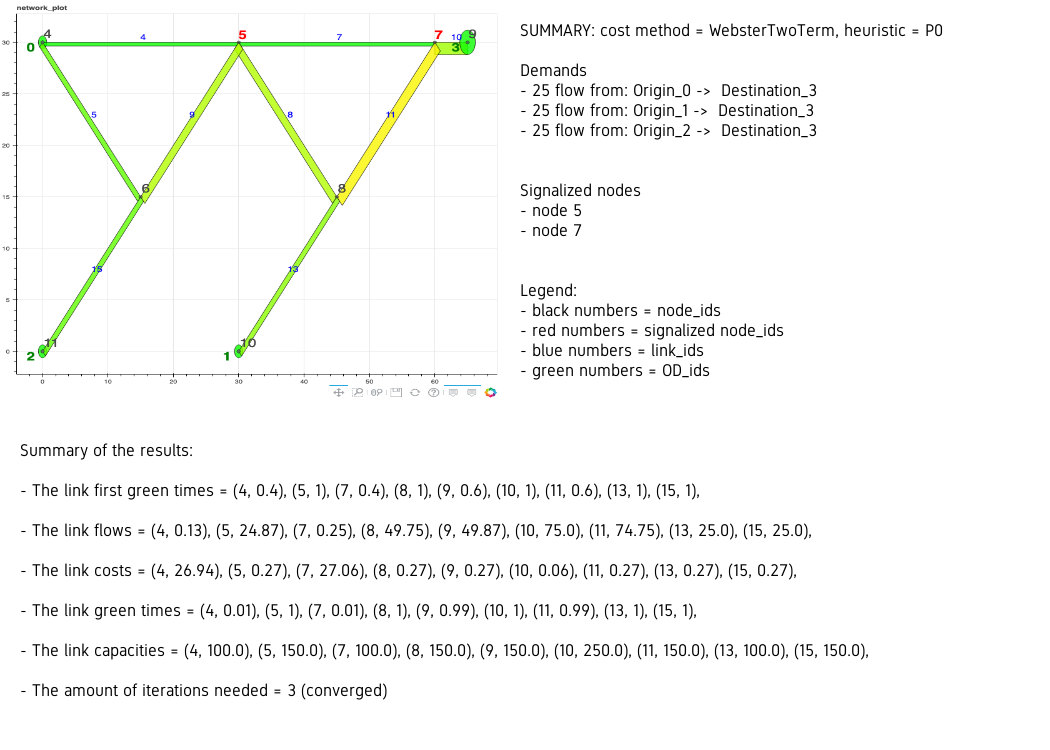 network_plot
SUMMARY: cost method = WebsterTwoTerm, heuristic = P0
Demands
- 25 flow from: Origin_0 -> Destination_3
- 25 flow from: Origin_1 -> Destination_3
- 25 flow from: Origin_2 -> Destination_3
Signalized nodes
- node 5
- node 7
Legend:
- black numbers = node_ids
- red numbers = signalized node_ids
- blue numbers = link_ids
- green numbers = OD_ids
30
25
20
15
10
5
0
0
10
20
30
40
50
60
4
0
4
5
7
7
10
9
3
5
9
8
11
6
8
15
13
11
2
10
1
Summary of the results:
- The link first green times = (4, 0.4), (5, 1), (7, 0.4), (8, 1), (9, 0.6), (10, 1), (11, 0.6), (13, 1), (15, 1),
- The link flows = (4, 0.13), (5, 24.87), (7, 0.25), (8, 49.75), (9, 49.87), (10, 75.0), (11, 74.75), (13, 25.0), (15, 25.0),
- The link costs = (4, 26.94), (5, 0.27), (7, 27.06), (8, 0.27), (9, 0.27), (10, 0.06), (11, 0.27), (13, 0.27), (15, 0.27),
- The link green times = (4, 0.01), (5, 1), (7, 0.01), (8, 1), (9, 0.99), (10, 1), (11, 0.99), (13, 1), (15, 1),
- The link capacities = (4, 100.0), (5, 150.0), (7, 100.0), (8, 150.0), (9, 150.0), (10, 250.0), (11, 150.0), (13, 100.0), (15, 150.0),
- The amount of iterations needed = 3 (converged)